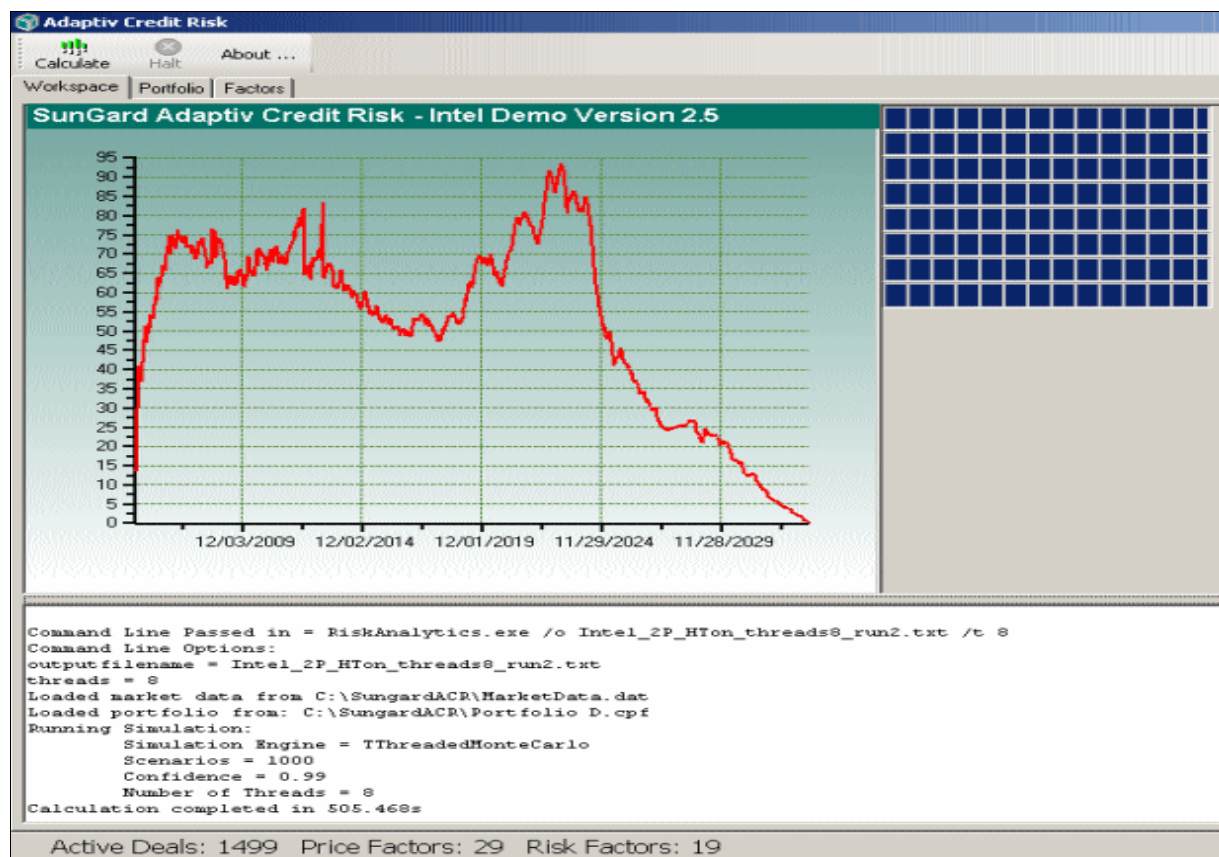 Adaptiv Credit Risk
Calculate Halt About ...
Workspace Portfolio Factors
SunGard Adaptiv Credit Risk - Intel Demo Version 2.5
95
90
85
80
75
70
65
60
55
50
45
40
35
30
25
20
15
10
5
0
12/03/2009 12/02/2014 12/01/2019 11/29/2024 11/28/2029
Command Line Passed in = RiskAnalytics.exe /o Intel_2P_HTon_threads8_run2.txt /t 8
Command Line Options:
outputfilename = Intel_2P_HTon_threads8_run2.txt
threads = 8
Loaded market data from C:\SungardACR\MarketData.dat
Loaded portfolio from: C:\SungardACR\Portfolio D.cpf
Running Simulation:
Simulation Engine = TThreadedMonteCarlo
Scenarios = 1000
Confidence = 0.99
Number of Threads = 8
Calculation completed in 505.468s
Active Deals: 1499 Price Factors: 29 Risk Factors: 19